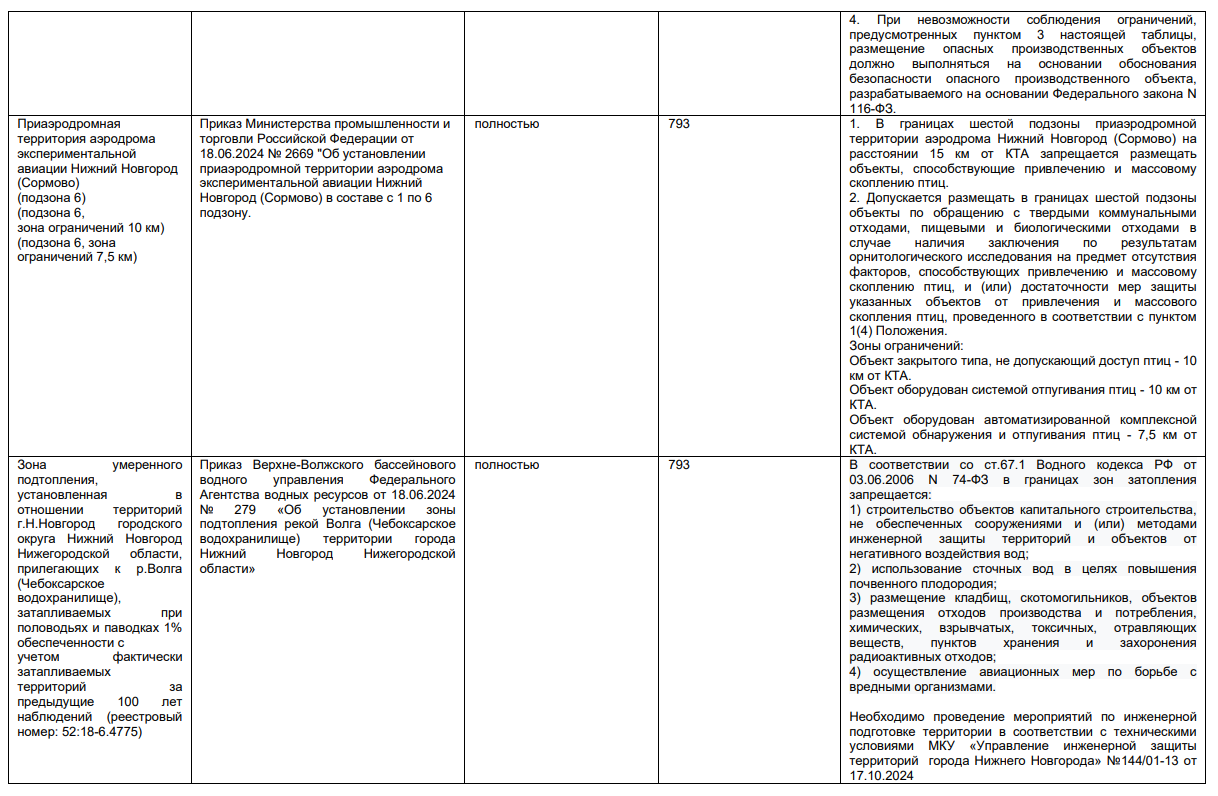 4. При невозможности соблюдения ограничений,
предусмотренных пунктом 3 настоящей таблицы,
размещение опасных производственных объектов
должно выполняться на основании обоснования
безопасности опасного производственного объекта,
разрабатываемого на основании Федерального закона N
116-ФЗ.
Приаэродромная
территория аэродрома
экспериментальной
авиации Нижний Новгород
(Сормово)
(подзона 6)
(подзона 6,
зона ограничений 10 км)
(подзона 6, зона
ограничений 7,5 км)
Приказ Министерства промышленности и
торговли Российской Федерации от
18.06.2024 № 2669 "Об установлении
приаэродромной территории аэродрома
экспериментальной авиации Нижний
Новгород (Сормово) в составе с 1 по 6
подзону.
полностью
793
1. В границах шестой подзоны приаэродромной
территории аэродрома Нижний Новгород (Сормово) на
расстоянии 15 км от КТА запрещается размещать
объекты, способствующие привлечению и массовому
скоплению птиц.
2. Допускается размещать в границах шестой подзоны
объекты по обращению с твердыми коммунальными
отходами, пищевыми и биологическими отходами в
случае наличия заключения по результатам
орнитологического исследования на предмет отсутствия
факторов, способствующих привлечению и массовому
скоплению птиц, и (или) достаточности мер защиты
указанных объектов от привлечения и массового
скопления птиц, проведенного в соответствии с пунктом
1(4) Положения.
Зоны ограничений:
Объект закрытого типа, не допускающий доступ птиц - 10
км от КТА.
Объект оборудован системой отпугивания птиц - 10 км от
КТА.
Объект оборудован автоматизированной комплексной
системой обнаружения и отпугивания птиц - 7,5 км от
КТА.
Зона умеренного
подтопления,
установленная в
отношении территорий
г.Н.Новгород городского
округа Нижний Новгород
Нижегородской области,
прилегающих к р.Волга
(Чебоксарское
водохранилище),
затапливаемых при
половодьях и паводках 1%
обеспеченности с
учетом фактически
затапливаемых
территорий за
предыдущие 100 лет
наблюдений (реестровый
номер: 52:18-6.4775)
Приказ Верхне-Волжского бассейнового
водного управления Федерального
Агентства водных ресурсов от 18.06.2024
№ 279 «Об установлении зоны
подтопления рекой Волга (Чебоксарское
водохранилище) территории города
Нижний Новгород Нижегородской
области»
полностью
793
В соответствии со ст.67.1 Водного кодекса РФ от
03.06.2006 N 74-ФЗ в границах зон затопления
запрещается:
1) строительство объектов капитального строительства,
не обеспеченных сооружениями и (или) методами
инженерной защиты территорий и объектов от
негативного воздействия вод;
2) использование сточных вод в целях повышения
почвенного плодородия;
3) размещение кладбищ, скотомогильников, объектов
размещения отходов производства и потребления,
химических, взрывчатых, токсичных, отравляющих
веществ, пунктов хранения и захоронения
радиоактивных отходов;
4) осуществление авиационных мер по борьбе с
вредными организмами.
Необходимо проведение мероприятий по инженерной
подготовке территории в соответствии с техническими
условиями МКУ «Управление инженерной защиты
территорий города Нижнего Новгорода» №144/01-13 от
17.10.2024